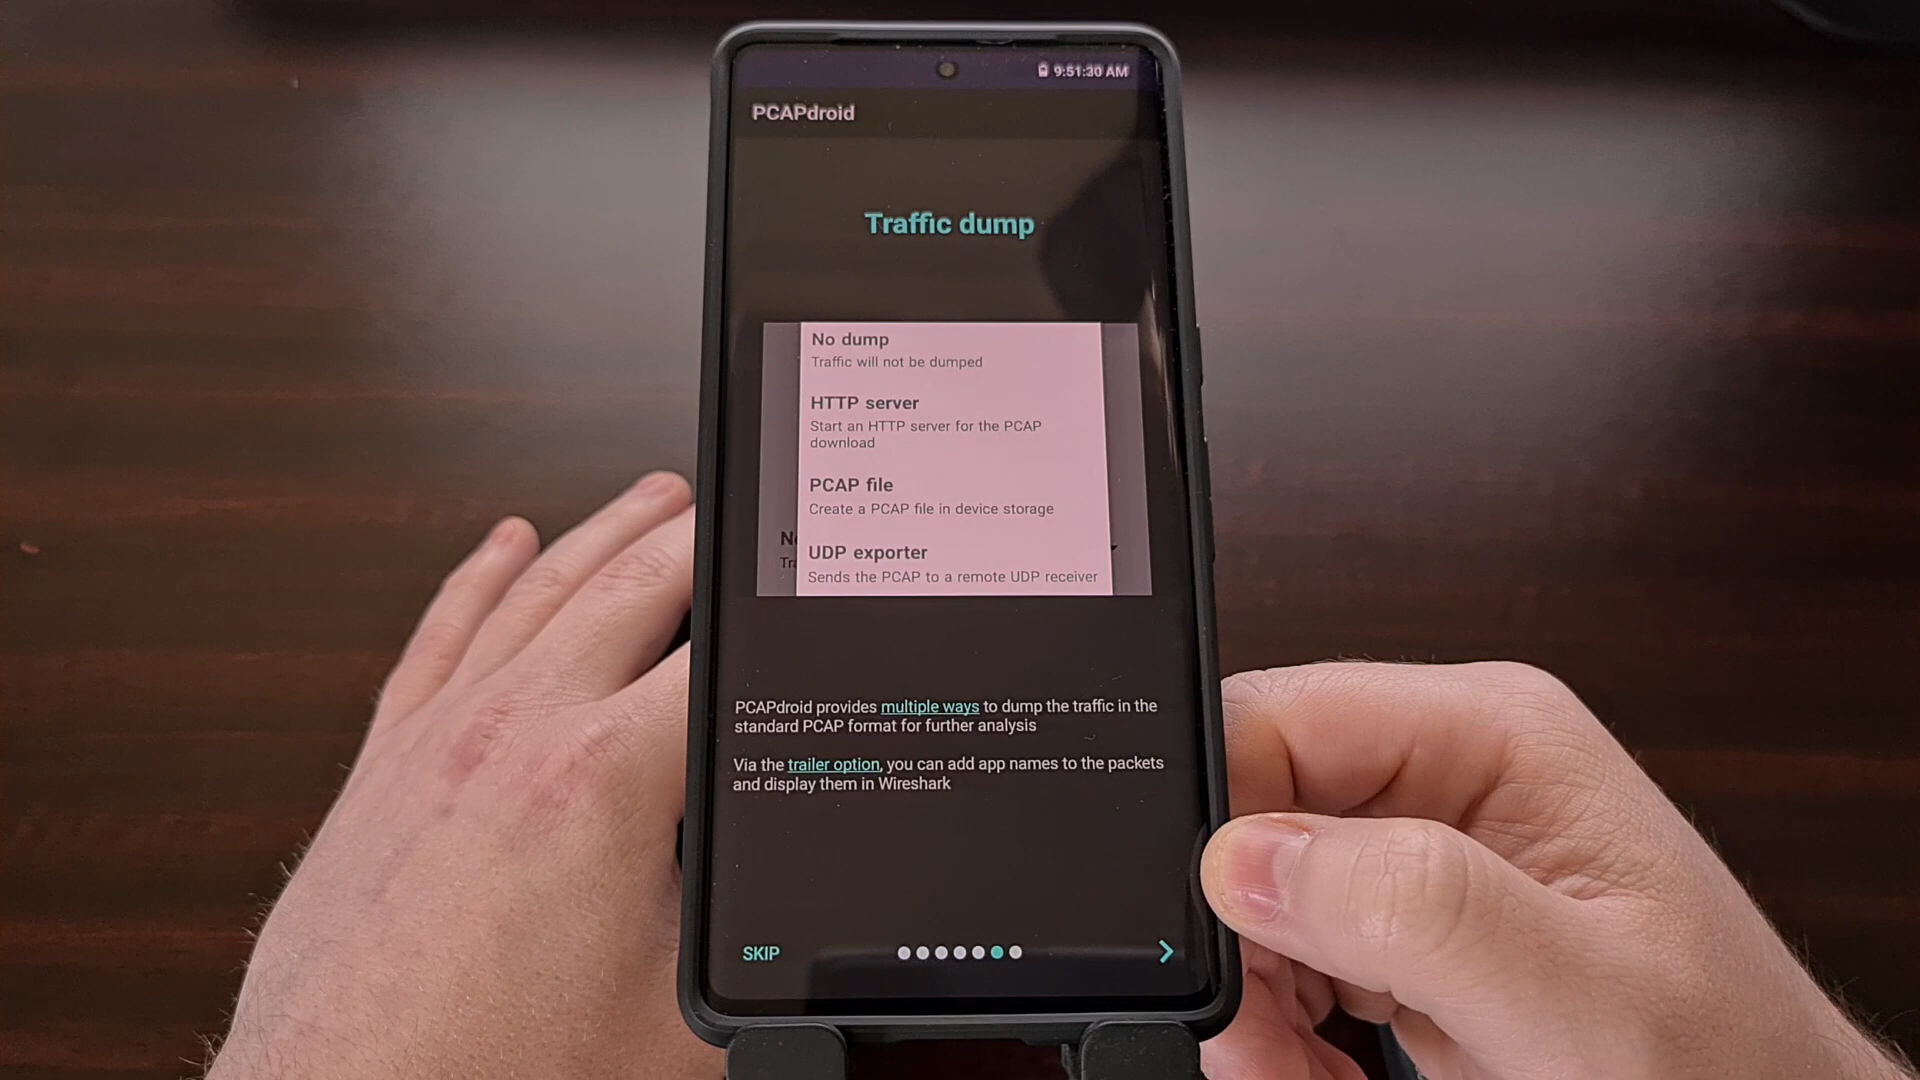 9:51:30 AM
PCAPdroid
Traffic dump
No dump
Traffic will not be dumped
HTTP server
Start an HTTP server for the PCAP
download
PCAP file
Create a PCAP file in device storage
UDP exporter
Sends the PCAP to a remote UDP receiver
PCAPdroid provides multiple ways to dump the traffic in the
standard PCAP format for further analysis
Via the trailer option, you can add app names to the packets
and display them in Wireshark
SKIP